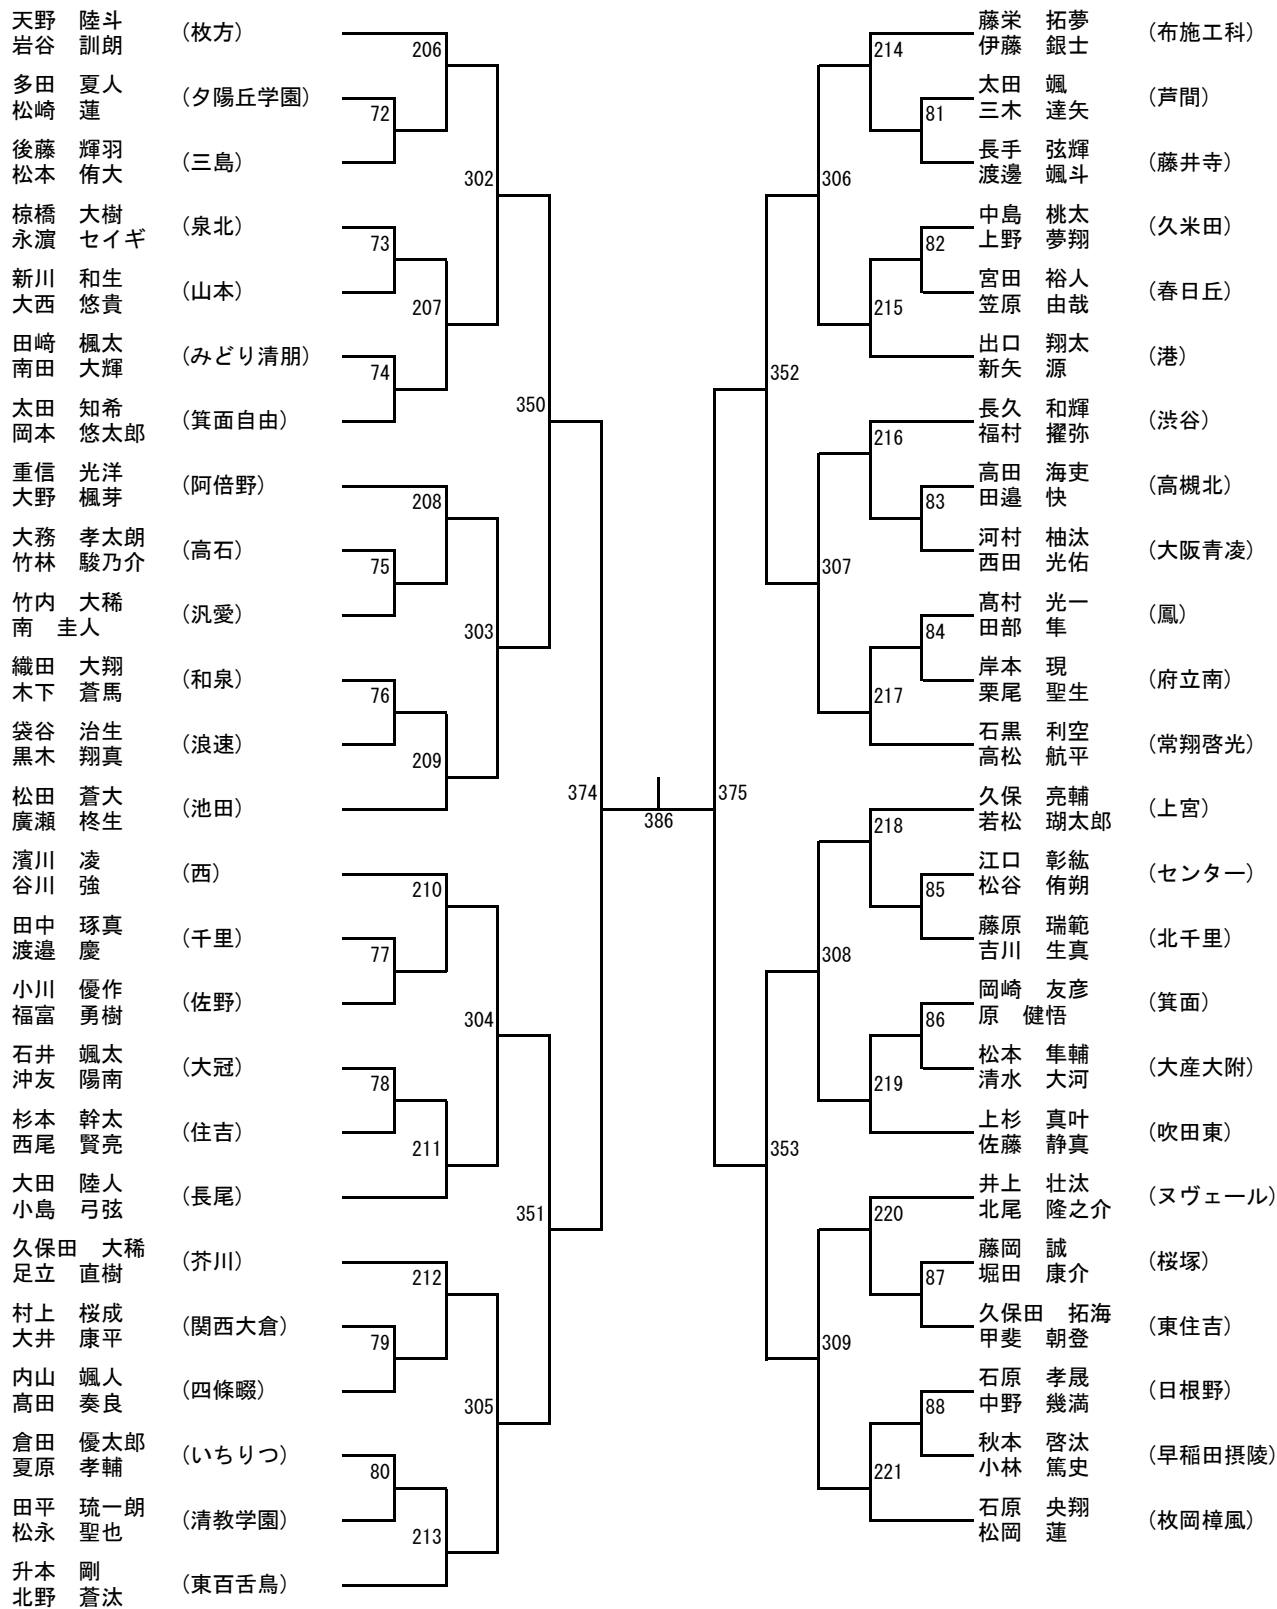 天野　陸斗
岩谷　訓朗
(枚方)
206
多田　夏人
松崎　蓮
(夕陽丘学園)
72
後藤　輝羽
松本　侑大
(三島)
302
椋橋　大樹
永濵　セイギ
(泉北)
73
新川　和生
大西　悠貴
(山本)
207
田﨑　楓太
南田　大輝
(みどり清朋)
74
太田　知希
岡本　悠太郎
(箕面自由)
350
重信　光洋
大野　楓芽
(阿倍野)
208
大務　孝太朗
竹林　駿乃介
(高石)
75
竹内　大稀
南　圭人
(汎愛)
303
織田　大翔
木下　蒼馬
(和泉)
76
袋谷　治生
黒木　翔真
(浪速)
209
松田　蒼大
廣瀬　柊生
(池田)
374
濱川　凌
谷川　強
(西)
210
田中　琢真
渡邉　慶
(千里)
77
小川　優作
福富　勇樹
(佐野)
304
石井　颯太
沖友　陽南
(大冠)
78
杉本　幹太
西尾　賢亮
(住吉)
211
大田　陸人
小島　弓弦
(長尾)
351
久保田　大稀
足立　直樹
(芥川)
212
村上　桜成
大井　康平
(関西大倉)
79
内山　颯人
髙田　奏良
(四條畷)
305
倉田　優太郎
夏原　孝輔
(いちりつ)
80
田平　琉一朗
松永　聖也
(清教学園)
213
升本　剛
北野　蒼汰
(東百舌鳥)
386
藤栄　拓夢
伊藤　銀士
(布施工科)
214
太田　颯
三木　達矢
(芦間)
81
長手　弦輝
渡邊　颯斗
(藤井寺)
306
中島　桃太
上野　夢翔
(久米田)
82
宮田　裕人
笠原　由哉
(春日丘)
215
出口　翔太
新矢　源
(港)
352
長久　和輝
福村　擢弥
(渋谷)
216
高田　海吏
田邉　快
(高槻北)
83
河村　柚汰
西田　光佑
(大阪青凌)
307
髙村　光一
田部　隼
(鳳)
84
岸本　現
栗尾　聖生
(府立南)
217
石黒　利空
高松　航平
(常翔啓光)
375
久保　亮輔
若松　瑚太郎
(上宮)
218
江口　彰紘
松谷　侑朔
(センター)
85
藤原　瑞範
吉川　生真
(北千里)
308
岡崎　友彦
原　健悟
(箕面)
86
松本　隼輔
清水　大河
(大産大附)
219
上杉　真叶
佐藤　静真
(吹田東)
353
井上　壮汰
北尾　隆之介
(ヌヴェール)
220
藤岡　誠
堀田　康介
(桜塚)
87
久保田　拓海
甲斐　朝登
(東住吉)
309
石原　孝晟
中野　幾満
(日根野)
88
秋本　啓汰
小林　篤史
(早稲田摂陵)
221
石原　央翔
松岡　蓮
(枚岡樟風)